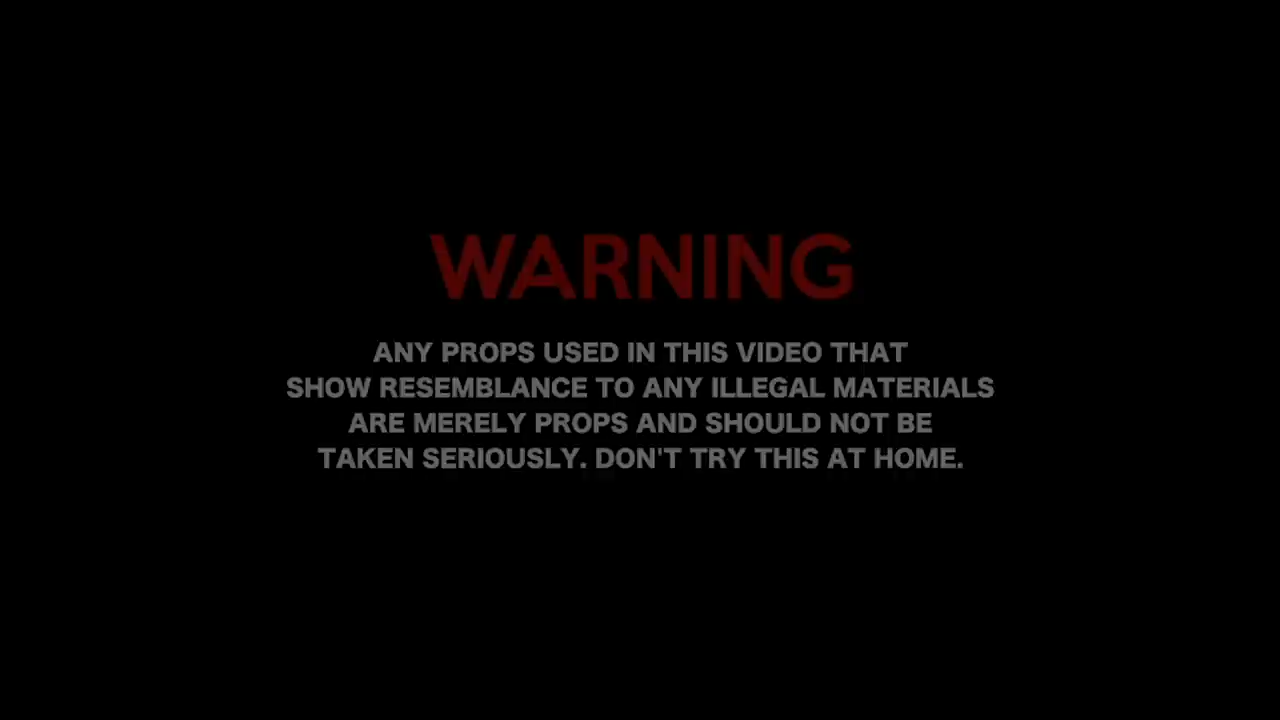 WARNING
ANY PROPS USED IN THIS VIDEO THAT
SHOW RESEMBLANCE TO ANY ILLEGAL MATERIALS
ARE MERELY PROPS AND SHOULD NOT BE
TAKEN SERIOUSLY. DON'T TRY THIS AT HOME.